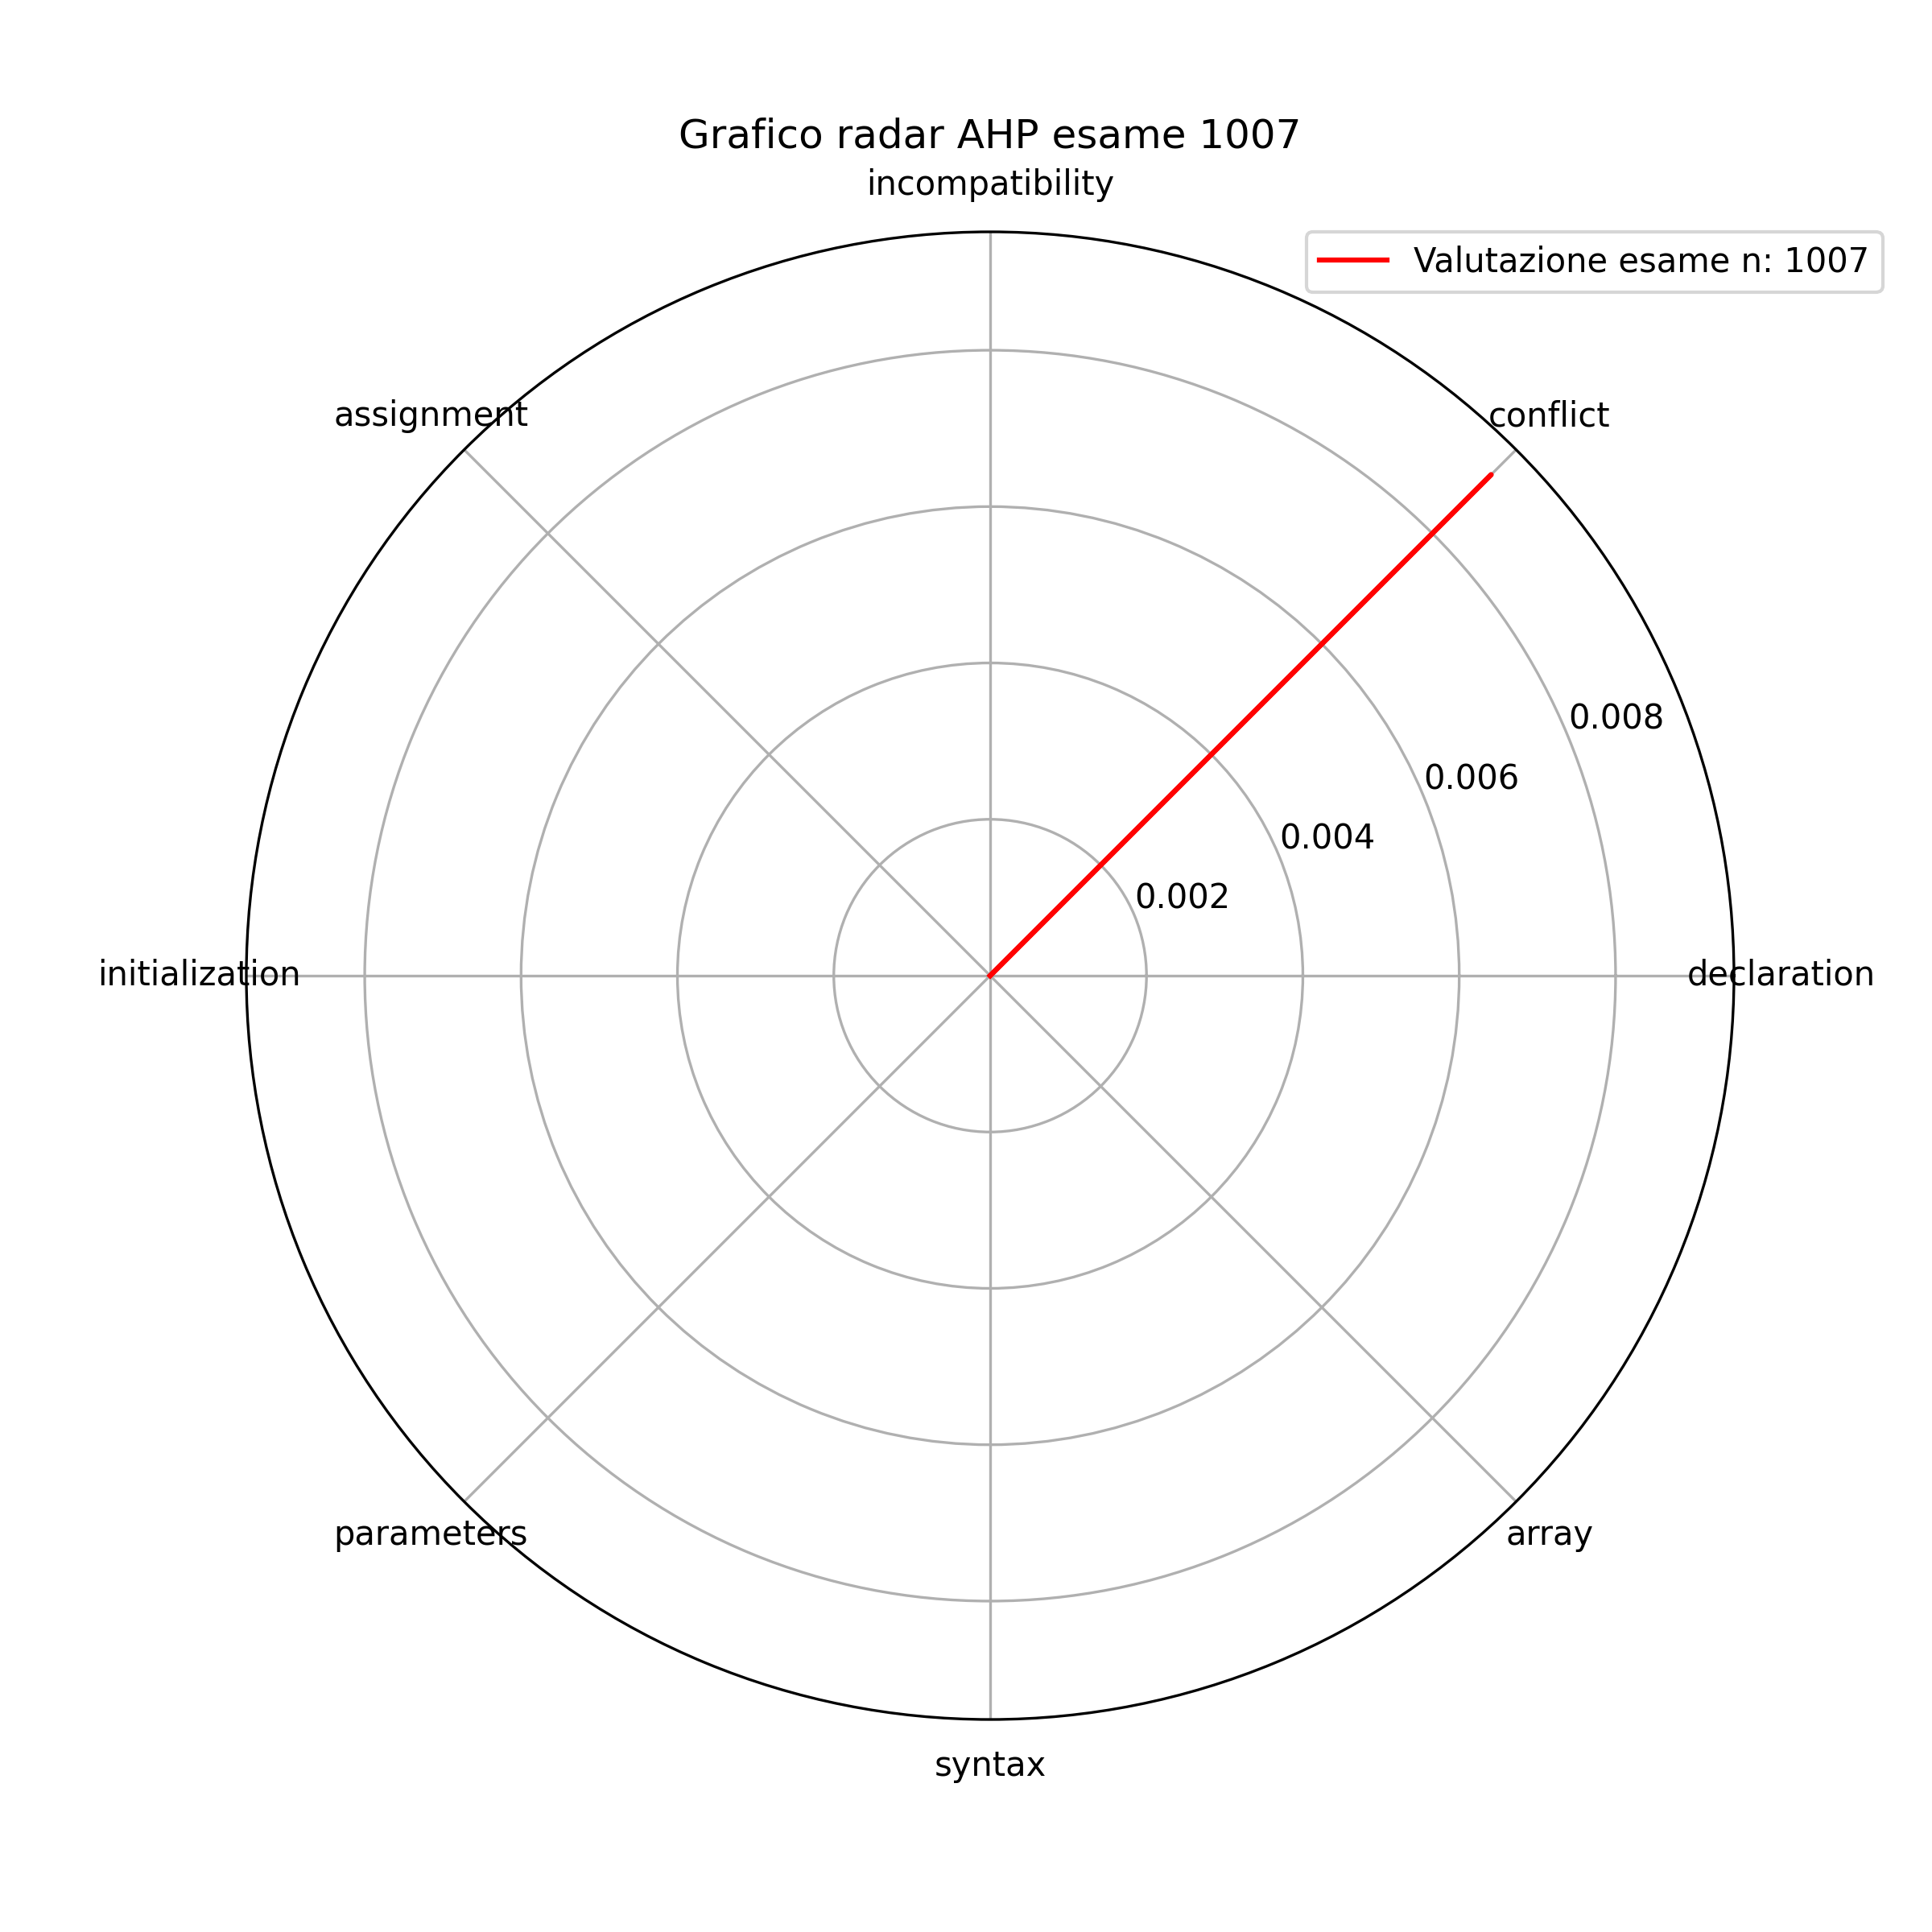 Grafico radar AHP esame 1007
incompatibility
Valutazione esame n: 1007
assignment
conflict
0.008
0.006
0.004
0.002
initialization
declaration
parameters
array
syntax